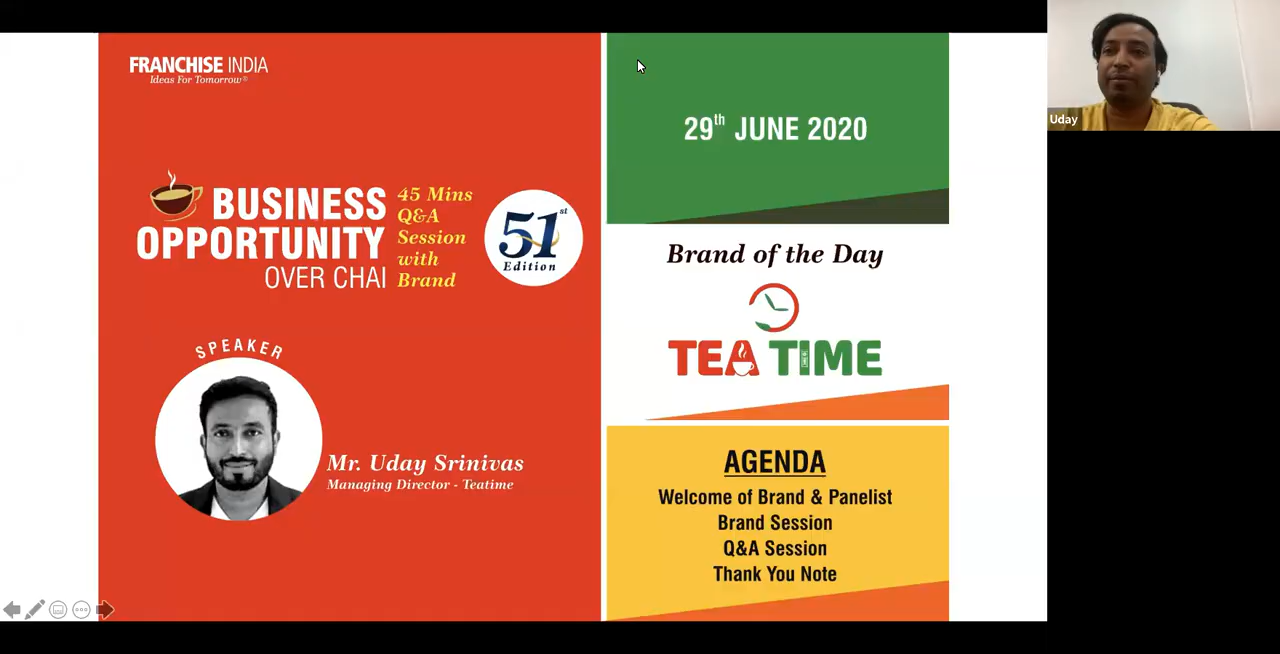 FRANCHISE INDIA
Ideas For Tomorrow®
BUSINESS
OPPORTUNITY
OVER CHAI
45 Mins
Q&A
Session
with
Brand
51st
Edition
SPEAKER
Mr. Uday Srinivas
Managing Director - Teatime
29th JUNE 2020
Brand of the Day
TEA TIME
AGENDA
Welcome of Brand & Panelist
Brand Session
Q&A Session
Thank You Note
Uday